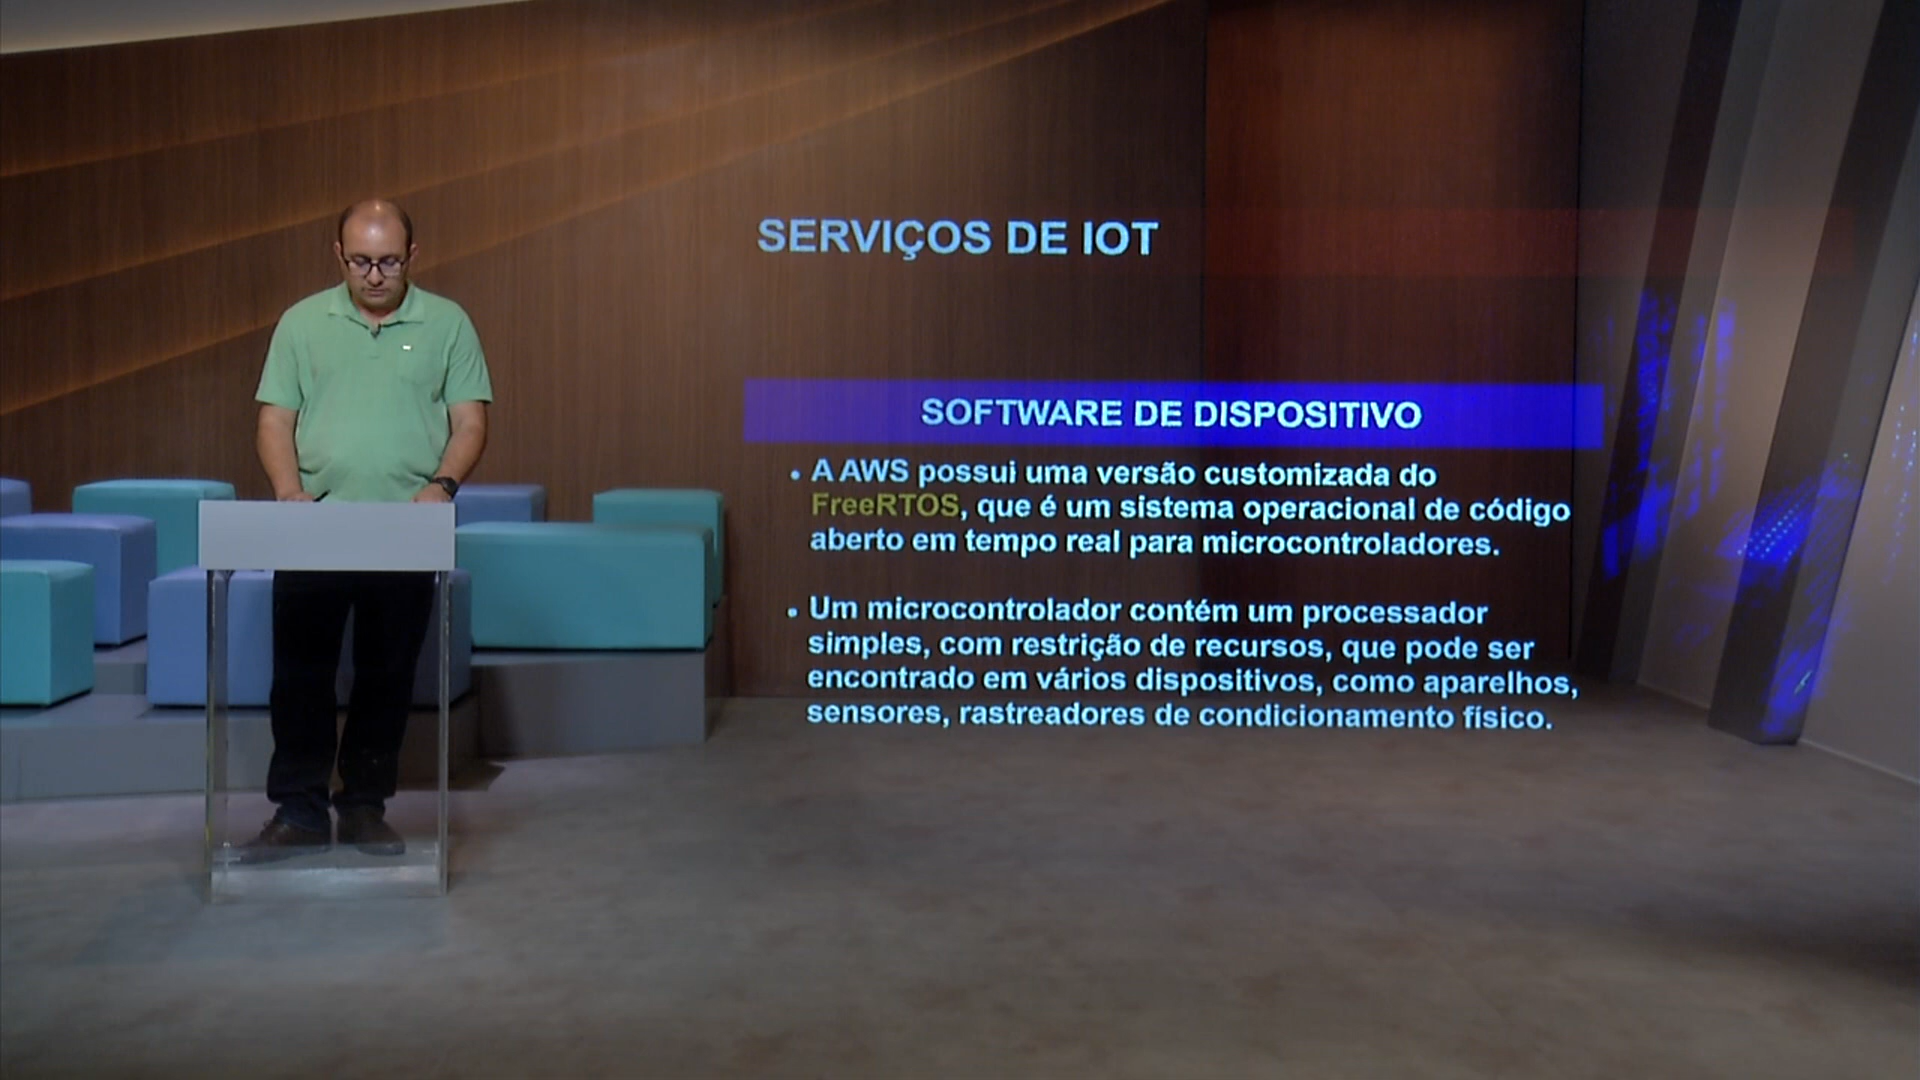 SERVIÇOS DE IOT
SOFTWARE DE DISPOSITIVO
• A AWS possui uma versão customizada do
FreeRTOS, que é um sistema operacional de código
aberto em tempo real para microcontroladores.
• Um microcontrolador contém um processador
simples, com restrição de recursos, que pode ser
encontrado em vários dispositivos, como aparelhos,
sensores, rastreadores de condicionamento físico.